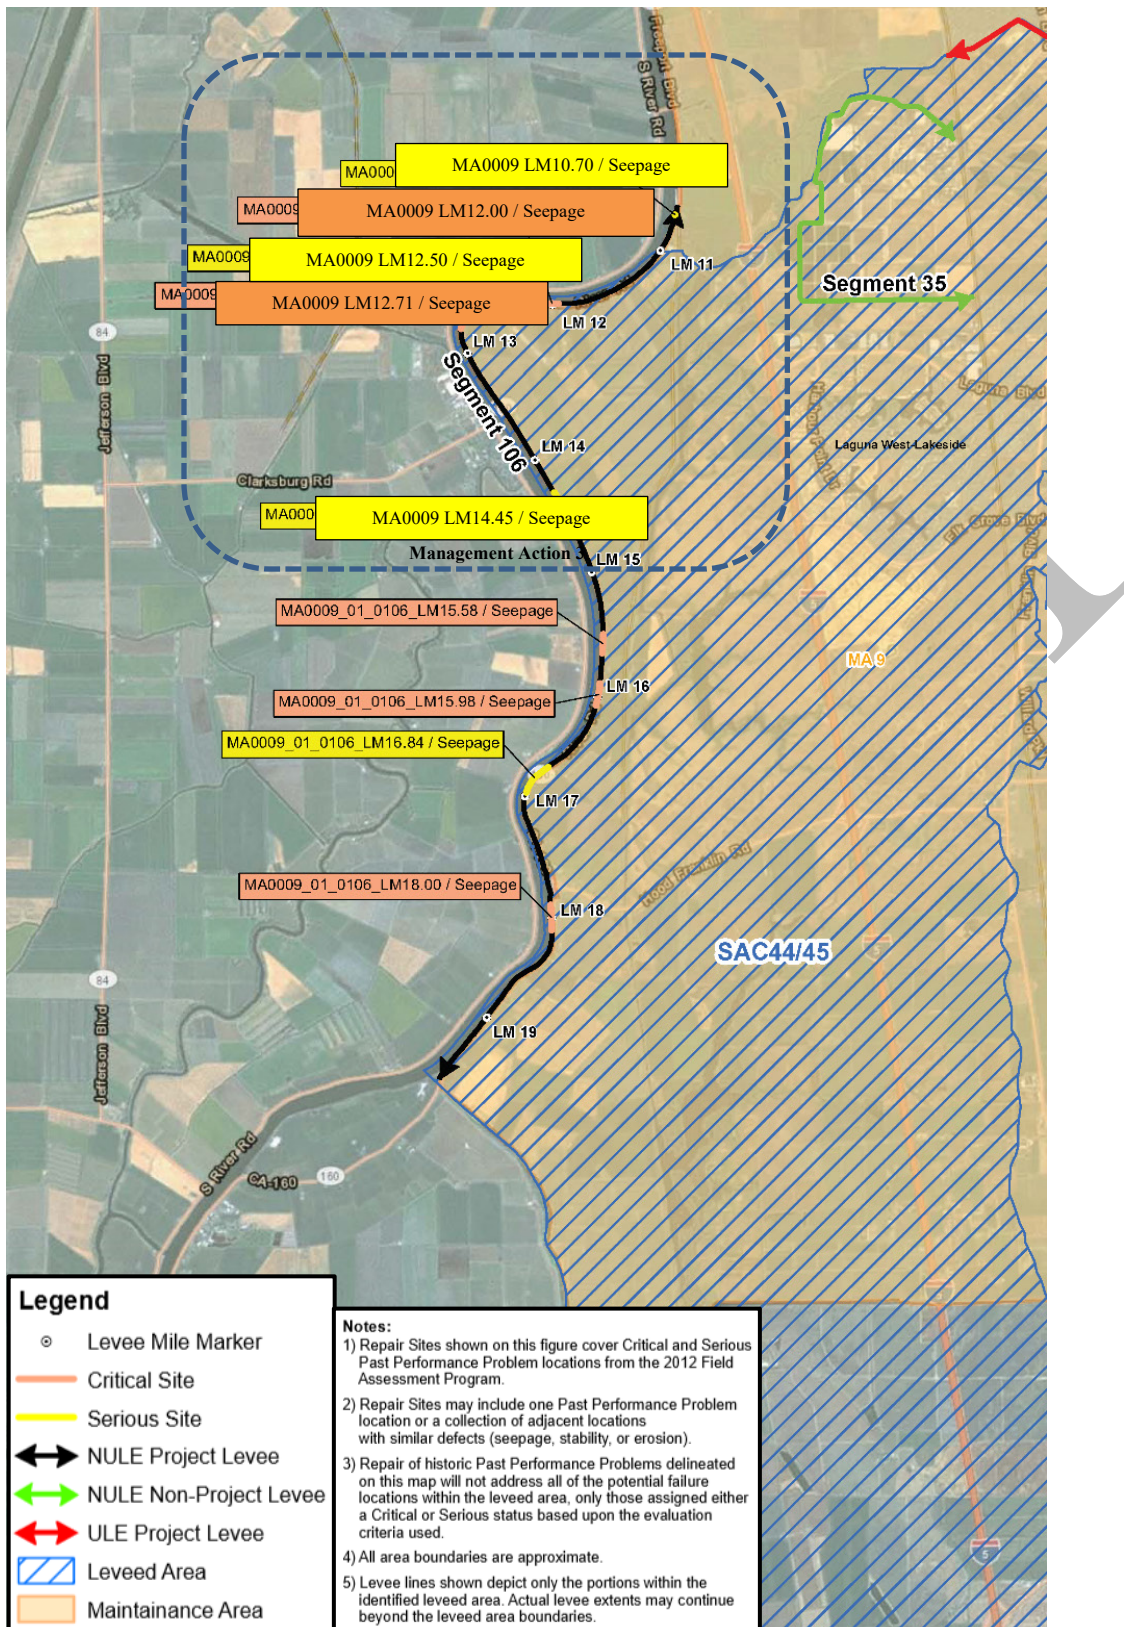 Freeport Blvd
S River Rd
MA000
MA0009 LM10.70 / Seepage
MA0009
MA0009 LM12.00 / Seepage
MA0009
MA0009 LM12.50 / Seepage
LM 11
MA0009
MA0009 LM12.71 / Seepage
Segment 35
LM 12
84
LM 13
Jefferson Blvd
Segment 106
Laguna Blvd
LM 14
Laguna West-Lakeside
Clarksburg Rd
MA000
MA0009 LM14.45 / Seepage
Elk Grove Blvd
Management Action 3
LM 15
MA0009_01_0106_LM15.58 / Seepage
MA 9
LM 16
MA0009_01_0106_LM15.98 / Seepage
MA0009_01_0106_LM16.84 / Seepage
LM 17
Hood Franklin Rd
MA0009_01_0106_LM18.00 / Seepage
LM 18
SAC44/45
5
84
LM 19
Jefferson Blvd
S River Rd
CA-160
160
5
Legend
Levee Mile Marker
Critical Site
Serious Site
NULE Project Levee
NULE Non-Project Levee
ULE Project Levee
Leveed Area
Maintainance Area
Notes:
1) Repair Sites shown on this figure cover Critical and Serious
Past Performance Problem locations from the 2012 Field
Assessment Program.
2) Repair Sites may include one Past Performance Problem
location or a collection of adjacent locations
with similar defects (seepage, stability, or erosion).
3) Repair of historic Past Performance Problems delineated
on this map will not address all of the potential failure
locations within the leveed area, only those assigned either
a Critical or Serious status based upon the evaluation
criteria used.
4) All area boundaries are approximate.
5) Levee lines shown depict only the portions within the
identified leveed area. Actual levee extents may continue
beyond the leveed area boundaries.